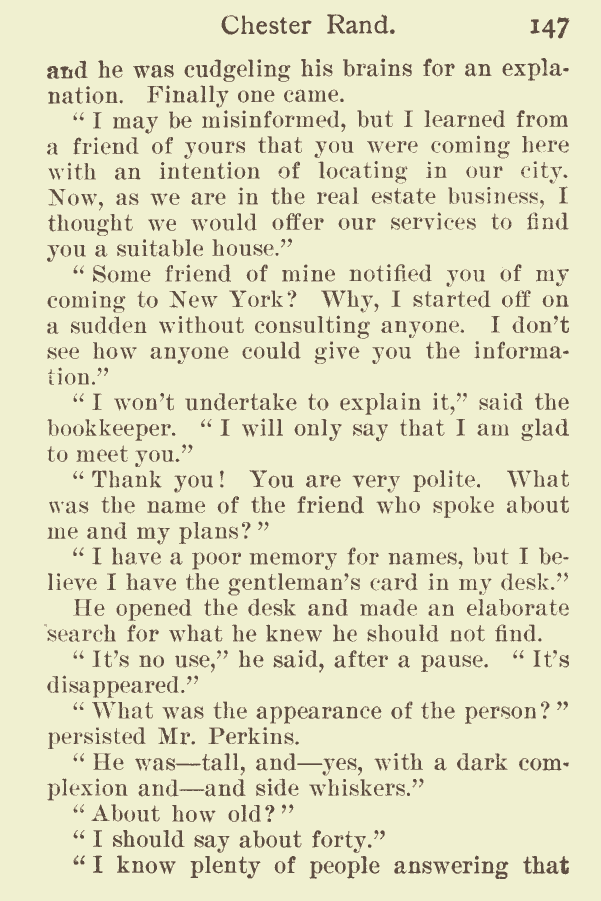 Chester Rand. 147
and he was cudgeling his brains for an expla-
nation. Finally one came.
“ I may be misinformed, but I learned from
a friend of yours that you were coming here
with an intention of locating in our city.
Now, as we are in the real estate business, I
thought we would offer our services to find
you a suitable house.”
“ Some friend of mine notified you of my
coming to New York? Why, I started off on
a sudden without consulting anyone. I don’t
see how anyone could give you the informa-
tion.”
“ I won’t undertake to explain it,” said the
bookkeeper. “ I will only say that I am glad
to meet you.”
“ Thank you! You are very polite. What
was the name of the friend who spoke about
me and my plans? ”
“ I have a poor memory for names, but I be-
lieve I have the gentleman’s card in my desk.”
He opened the desk and made an elaborate
search for what he knew he should not find.
“ It’s no use,” he said, after a pause. “ It’s
disappeared.”
“ What was the appearance of the person? ”
persisted Mr. Perkins.
“ He was—tall, and—yes, with a dark com-
plexion and—and side whiskers.”
“ About how old? ”
“ I should say about forty.”
“ I know plenty of people answering that